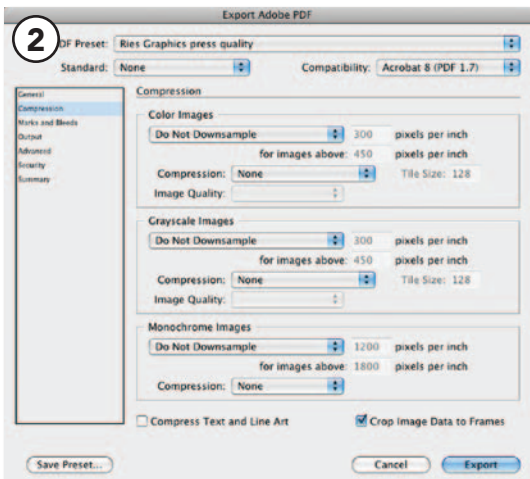 Export Adobe PDF
2
DF Preset: Ries Graphics press quality
Standard: None Compatibility: Acrobat 8 (PDF 1.7)
General
Compression
Marks and Bleeds
Output
Advanced
Security
Summary
Compression
Color Images
Do Not Downsample 300 pixels per inch
for images above: 450 pixels per inch
Compression: None Tile Size: 128
Image Quality:
Grayscale Images
Do Not Downsample 300 pixels per inch
for images above: 450 pixels per inch
Compression: None Tile Size: 128
Image Quality:
Monochrome Images
Do Not Downsample 1200 pixels per inch
for images above: 1800 pixels per inch
Compression: None
Compress Text and Line Art Crop Image Data to Frames
Save Preset... Cancel Export